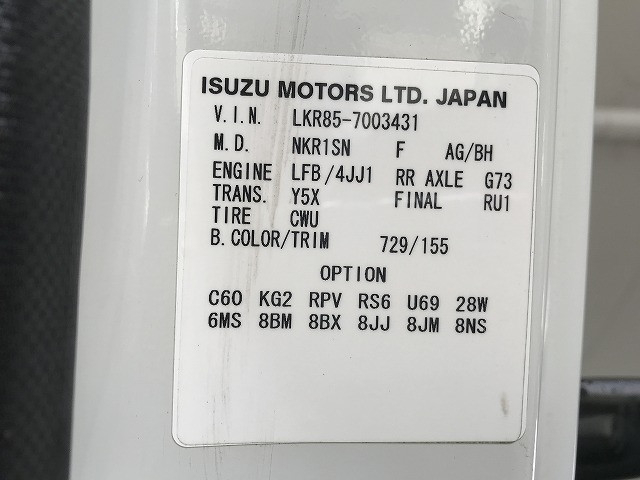 ISUZU MOTORS LTD. JAPAN
V.I.N. LKR85-7003431
M.D. NKR1SN F AG/BH
ENGINE LFB/4JJ1 RR AXLE G73
TRANS. Y5X FINAL RU1
TIRE CWU
B.COLOR/TRIM 729/155
OPTION
C60 KG2 RPV RS6 U69 28W
6MS 8BM 8BX 8JJ 8JM 8NS